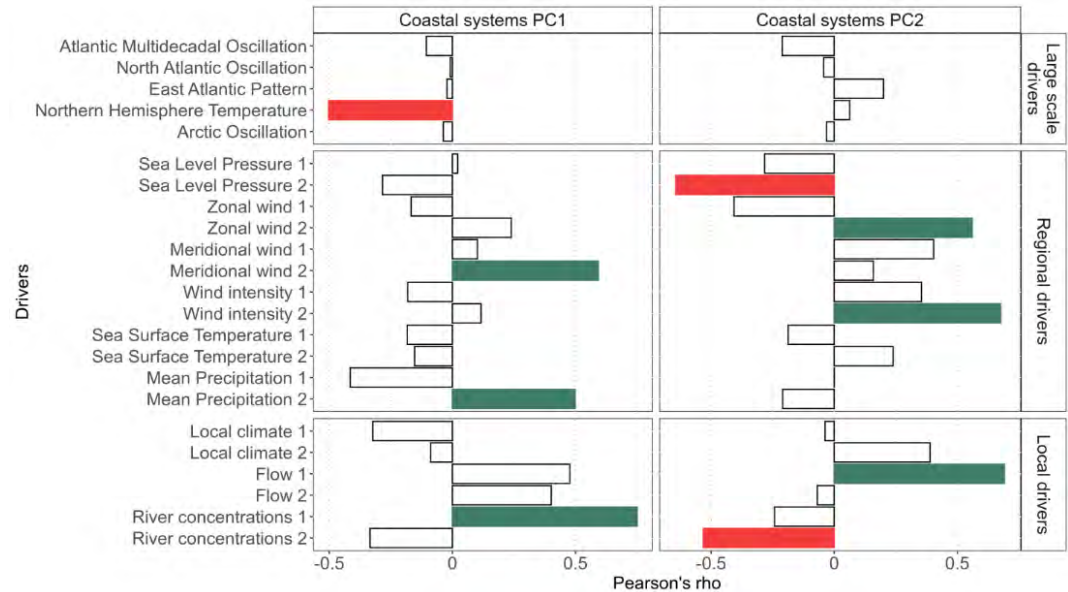 Coastal systems PC1
Coastal systems PC2
Atlantic Multidecadal Oscillation
North Atlantic Oscillation
East Atlantic Pattern
Northern Hemisphere Temperature
Arctic Oscillation
Large scale
drivers
Sea Level Pressure 1
Sea Level Pressure 2
Zonal wind 1
Zonal wind 2
Meridional wind 1
Meridional wind 2
Wind intensity 1
Wind intensity 2
Sea Surface Temperature 1
Sea Surface Temperature 2
Mean Precipitation 1
Mean Precipitation 2
Regional drivers
Local climate 1
Local climate 2
Flow 1
Flow 2
River concentrations 1
River concentrations 2
Local drivers
Drivers
-0.5 0 0.5
-0.5 0 0.5
Pearson's rho